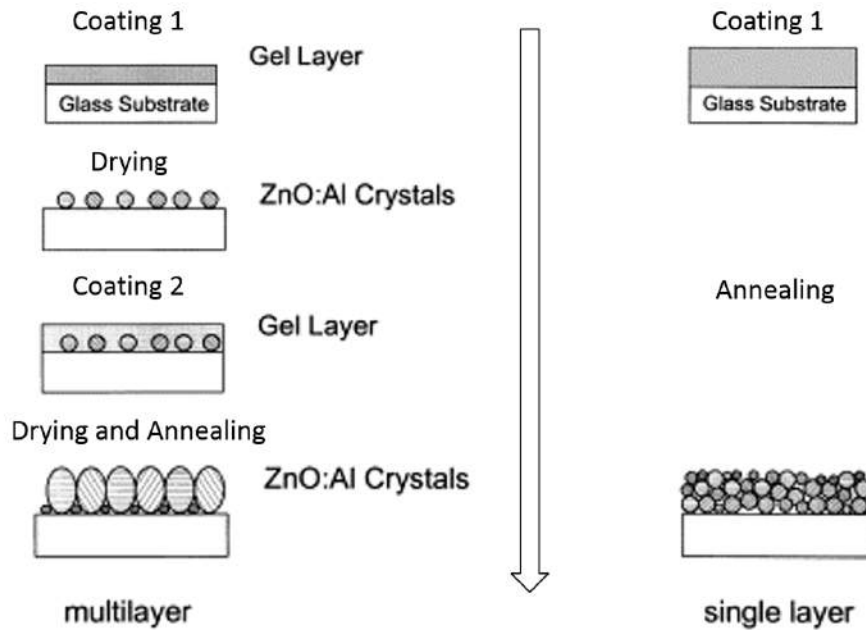 Coating 1
Gel Layer
Glass Substrate
Drying
ZnO:Al Crystals
Coating 2
Gel Layer
Drying and Annealing
ZnO:Al Crystals
multilayer
Coating 1
Glass Substrate
Annealing
single layer